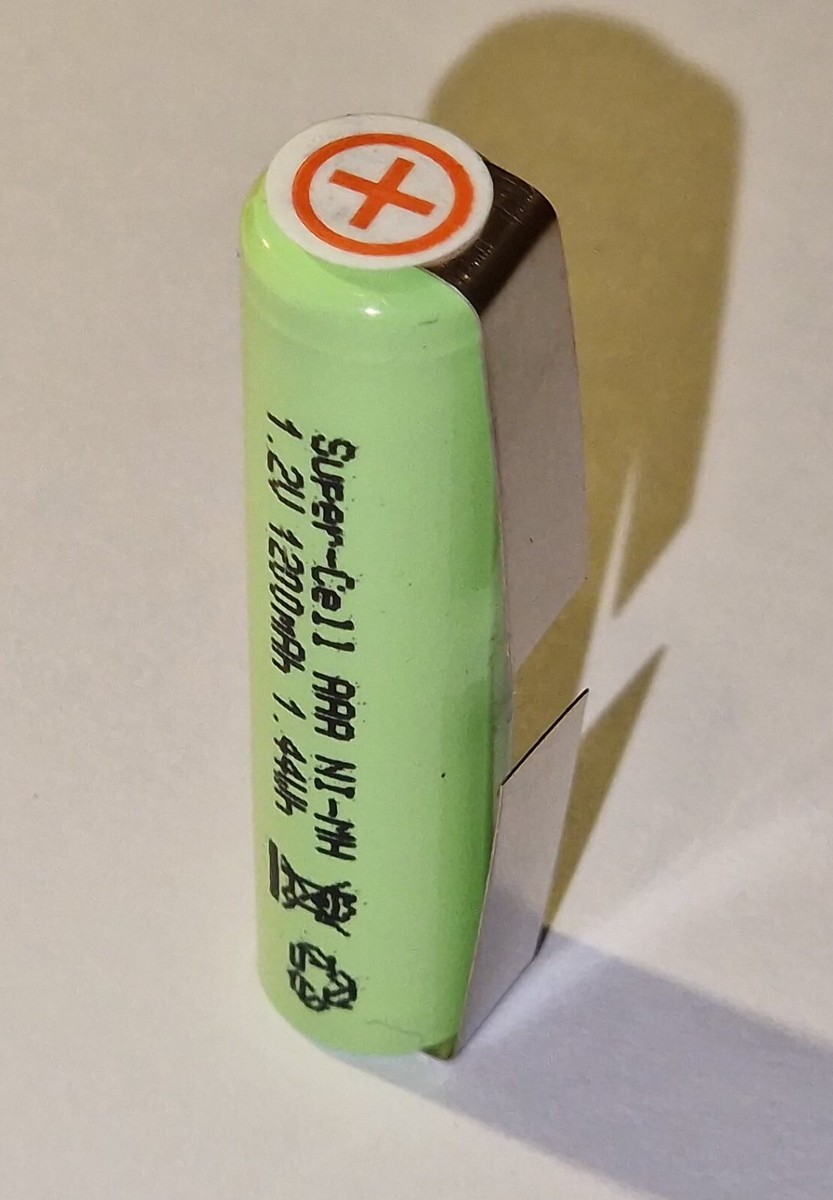 Super-Cell AAA NI-MH
1.2V 1200mAh 1.44Wh